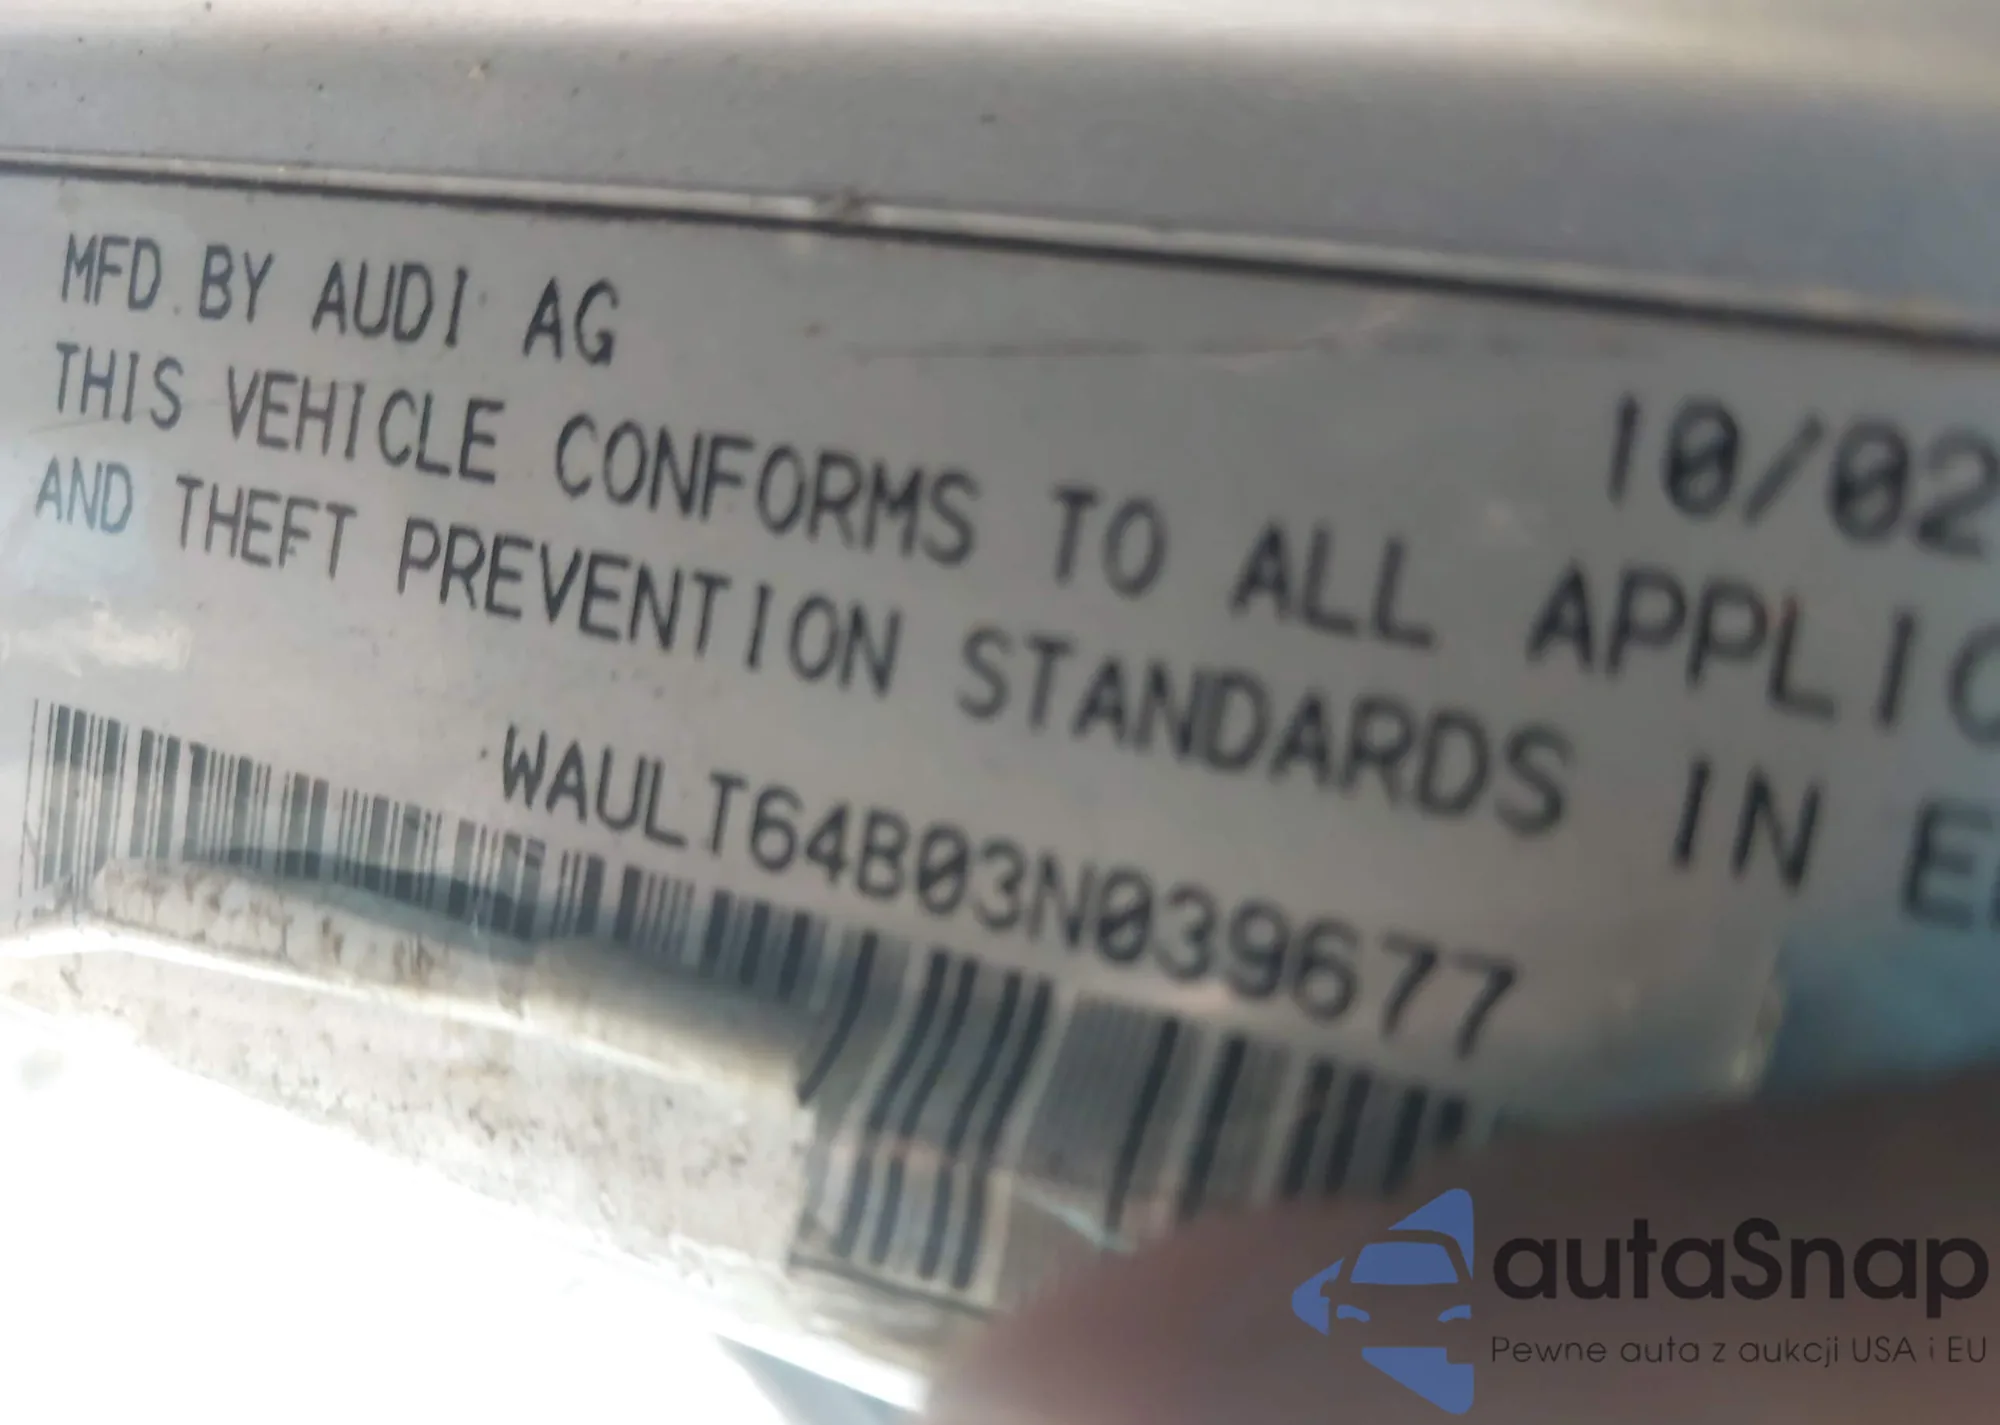 MFD. BY AUDI AG
10/02
THIS VEHICLE CONFORMS TO ALL APPLIC
AND THEFT PREVENTION STANDARDS IN E
WAULT64B03N039677
autaSnap
Pewne auta z aukcji USA i EU